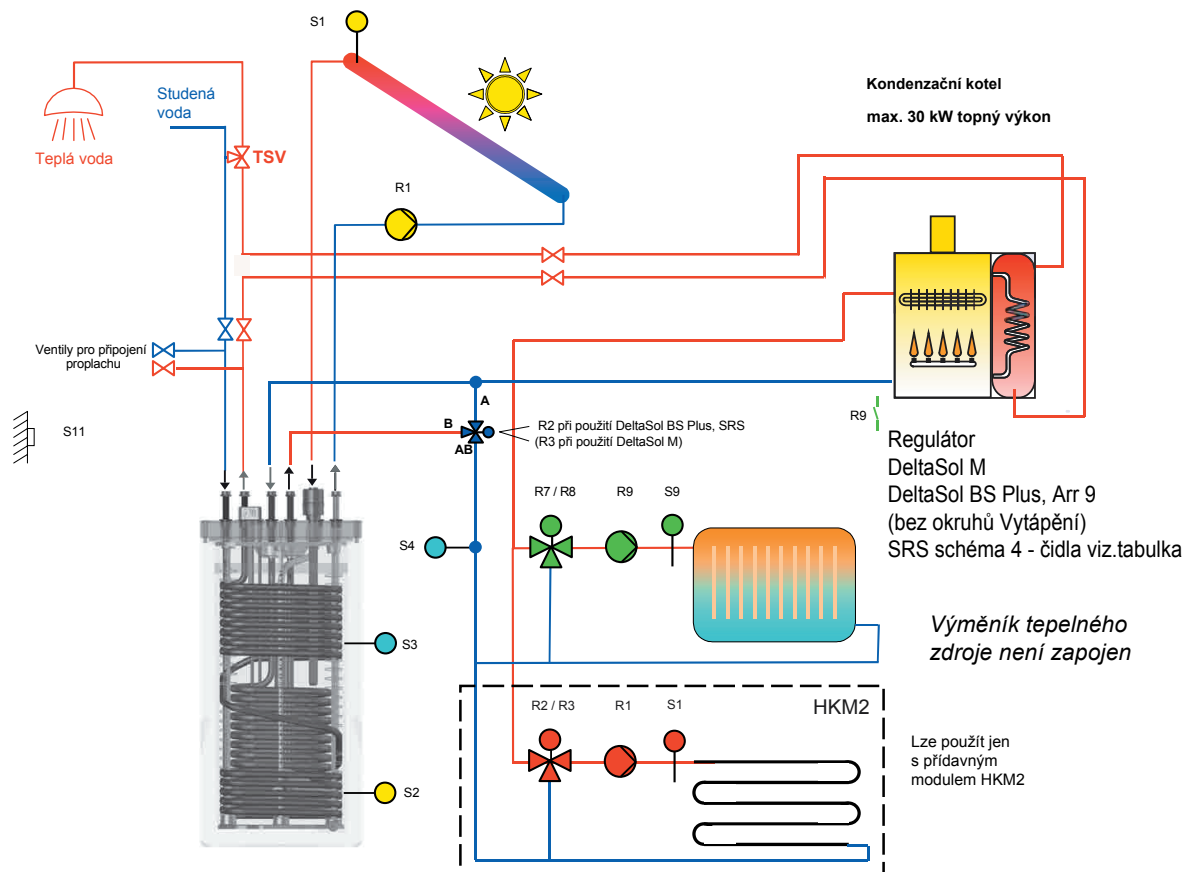 S1
Studená
voda
Teplá voda
TSV
R1
Kondenzační kotel
max. 30 kW topný výkon
Ventily pro připojení
proplachu
S11
A
B
AB
R2 při použití DeltaSol BS Plus, SRS
(R3 při použití DeltaSol M)
R9
Regulátor
DeltaSol M
DeltaSol BS Plus, Arr 9
(bez okruhů Vytápění)
SRS schéma 4 - čidla viz.tabulka
R7 / R8
R9
S9
S4
S3
S2
Výměník tepelného
zdroje není zapojen
HKM2
R2 / R3
R1
S1
Lze použít jen
s přídavným
modulem HKM2